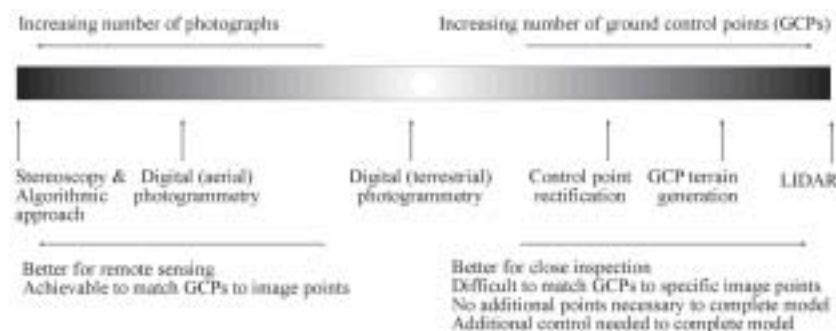 Increasing number of photographs
Increasing number of ground control points (GCPs)
Stereoscopy &
Algorithmic
approach
Digital (aerial)
photogrammetry
Digital (terrestrial)
photogrammetry
Control point
rectification
GCP terrain
generation
LIDAR
Better for remote sensing
Achievable to match GCPs to image points
Better for close inspection
Difficult to match GCPs to specific image points
No additional points necessary to complete model
Additional control needed to complete model